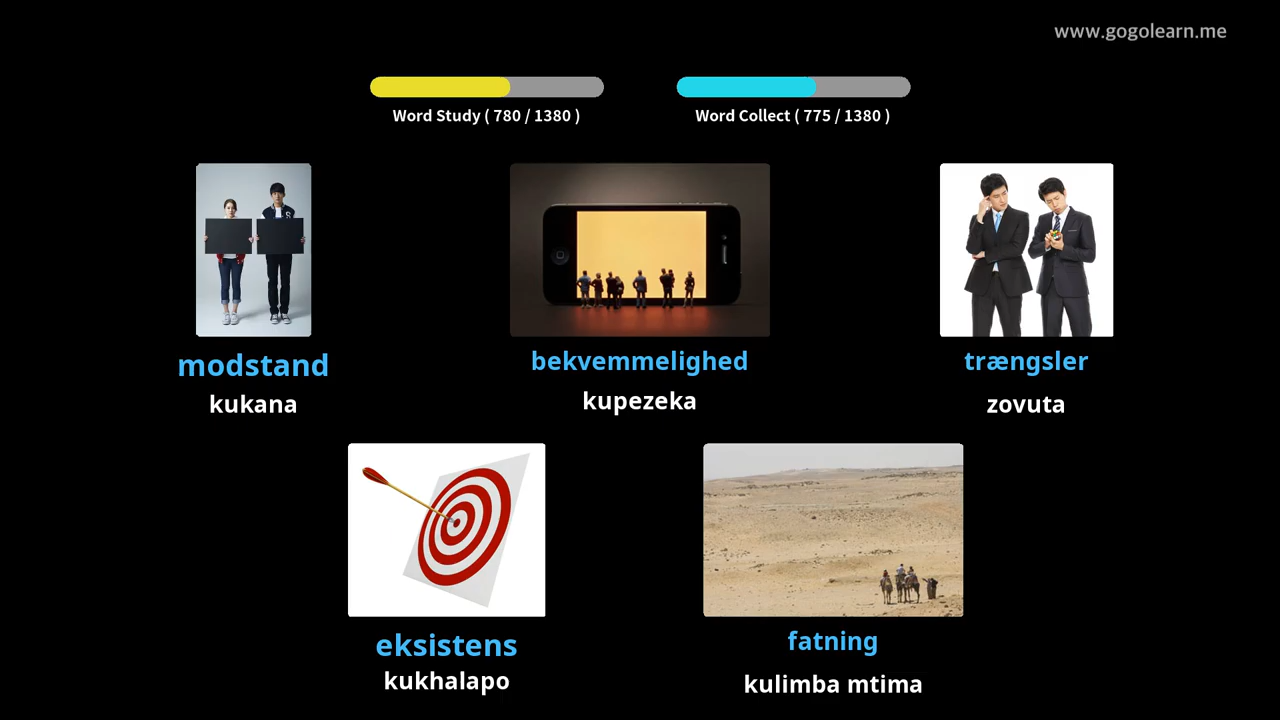 www.gogolearn.me
Word Study ( 780 / 1380 )
Word Collect ( 775 / 1380 )
modstand
kukana
bekvemmelighed
kupezeka
trængsler
zovuta
eksistens
kukhalapo
fatning
kulimba mtima